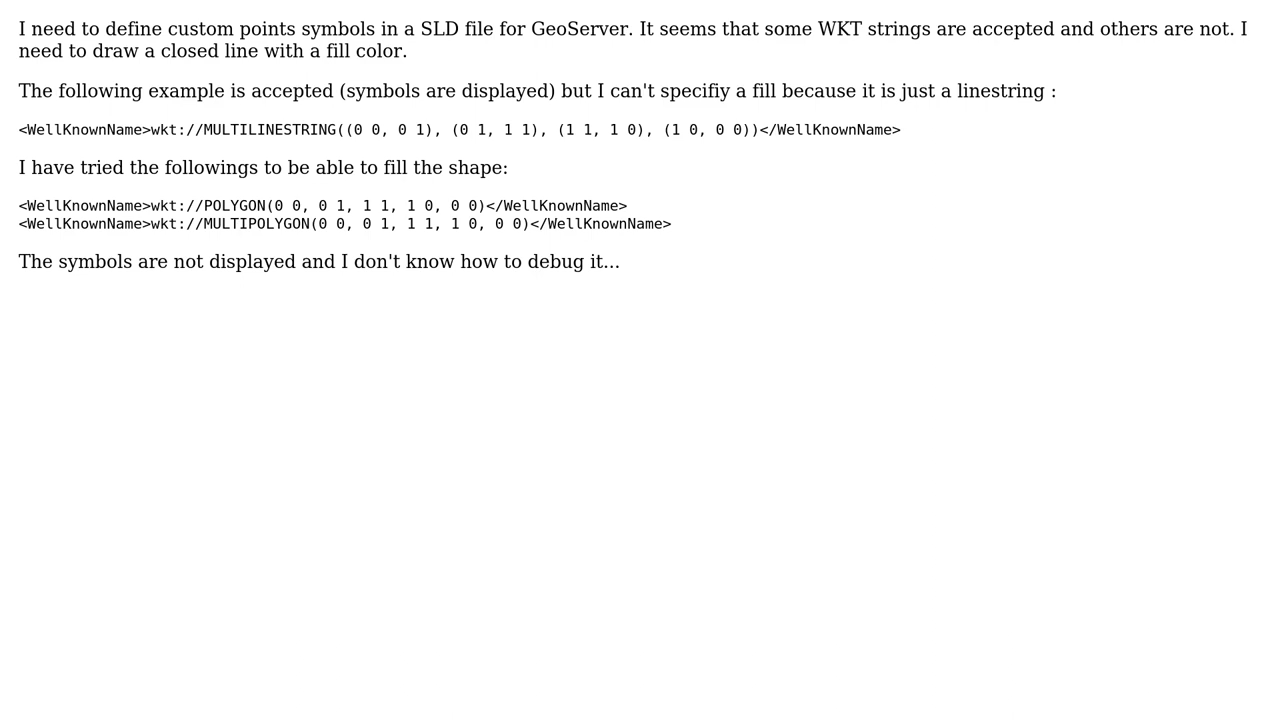 I need to define custom points symbols in a SLD file for GeoServer. It seems that some WKT strings are accepted and others are not. I
need to draw a closed line with a fill color.
The following example is accepted (symbols are displayed) but I can't specifiy a fill because it is just a linestring :
<WellKnownName>wkt://MULTILINESTRING((0 0, 0 1), (0 1, 1 1), (1 1, 1 0), (1 0, 0 0))</WellKnownName>
I have tried the followings to be able to fill the shape:
<WellKnownName>wkt://POLYGON(0 0, 0 1, 1 1, 1 0, 0 0)</WellKnownName>
<WellKnownName>wkt://MULTIPOLYGON(0 0, 0 1, 1 1, 1 0, 0 0)</WellKnownName>
The symbols are not displayed and I don't know how to debug it...